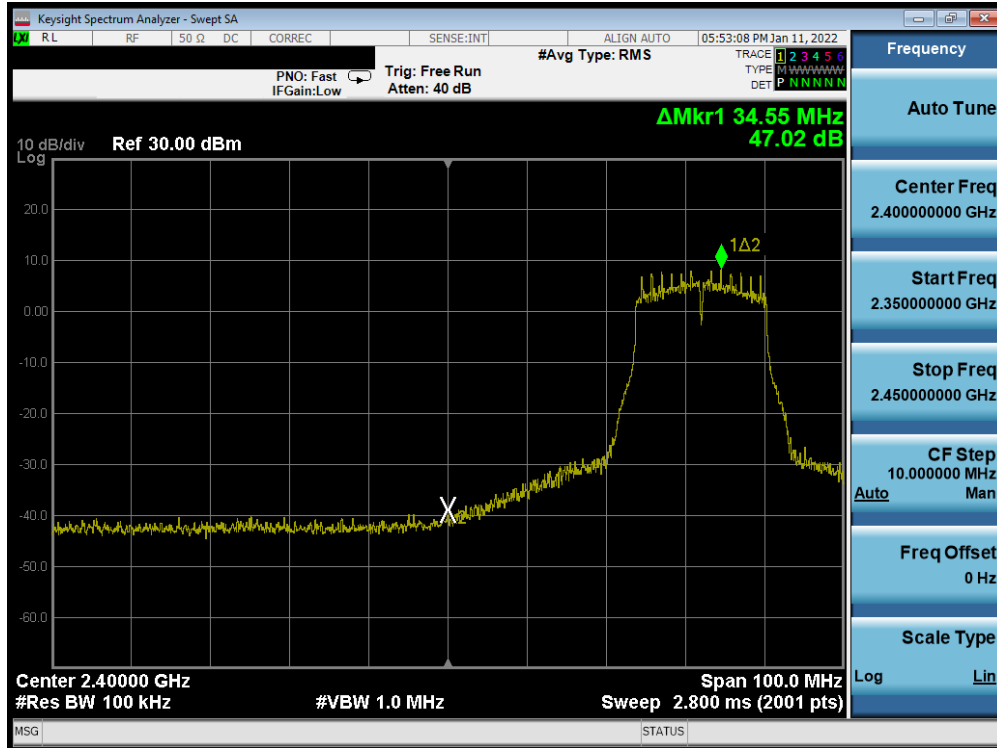 Keysight Spectrum Analyzer - Swept SA
LXI RL RF 50 Ω DC CORREC SENSE:INT ALIGN AUTO 05:53:08 PM Jan 11, 2022
#Avg Type: RMS TRACE 1 2 3 4 5 6
PNO: Fast Trig: Free Run TYPE M WWWWW
IFGain:Low Atten: 40 dB DET P N N N N N
ΔMkr1 34.55 MHz
47.02 dB
10 dB/div Ref 30.00 dBm
Log
20.0
1Δ2
10.0
0.00
-10.0
-20.0
-30.0
-40.0
X2
-50.0
-60.0
Center 2.40000 GHz Span 100.0 MHz
#Res BW 100 kHz #VBW 1.0 MHz Sweep 2.800 ms (2001 pts)
MSG STATUS
Frequency
Auto Tune
Center Freq
2.400000000 GHz
Start Freq
2.350000000 GHz
Stop Freq
2.450000000 GHz
CF Step
10.000000 MHz
Auto Man
Freq Offset
0 Hz
Scale Type
Log Lin